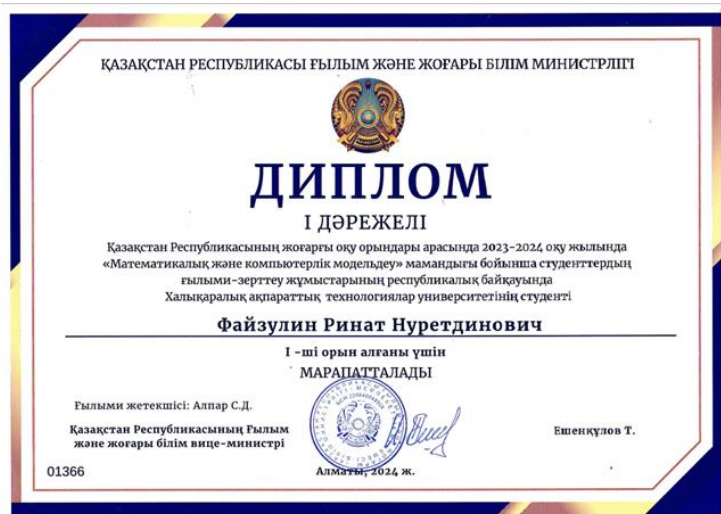 ҚАЗАҚСТАН РЕСПУБЛИКАСЫ ҒЫЛЫМ ЖӘНЕ ЖОҒАРЫ БІЛІМ МИНИСТРЛІГІ
ДИПЛОМ
І ДӘРЕЖЕЛІ
Қазақстан Республикасының жоғарғы оқу орындары арасында 2023-2024 оқу жылында
«Математикалық және компьютерлік модельдеу» мамандығы бойынша студенттердың
ғылыми-зерттеу жұмыстарының республикалық байқауында
Халықаралық ақпараттық технологиялар университетінің студенті
Файзулин Ринат Нуретдинович
І -ші орын алғаны үшін
МАРАПАТТАЛАДЫ
Ғылыми жетекшісі: Алпар С.Д.
Қазақстан Республикасының Ғылым
және жоғары білім вице-министрі
Ешенқұлов Т.
01366
Алматы, 2024 ж.